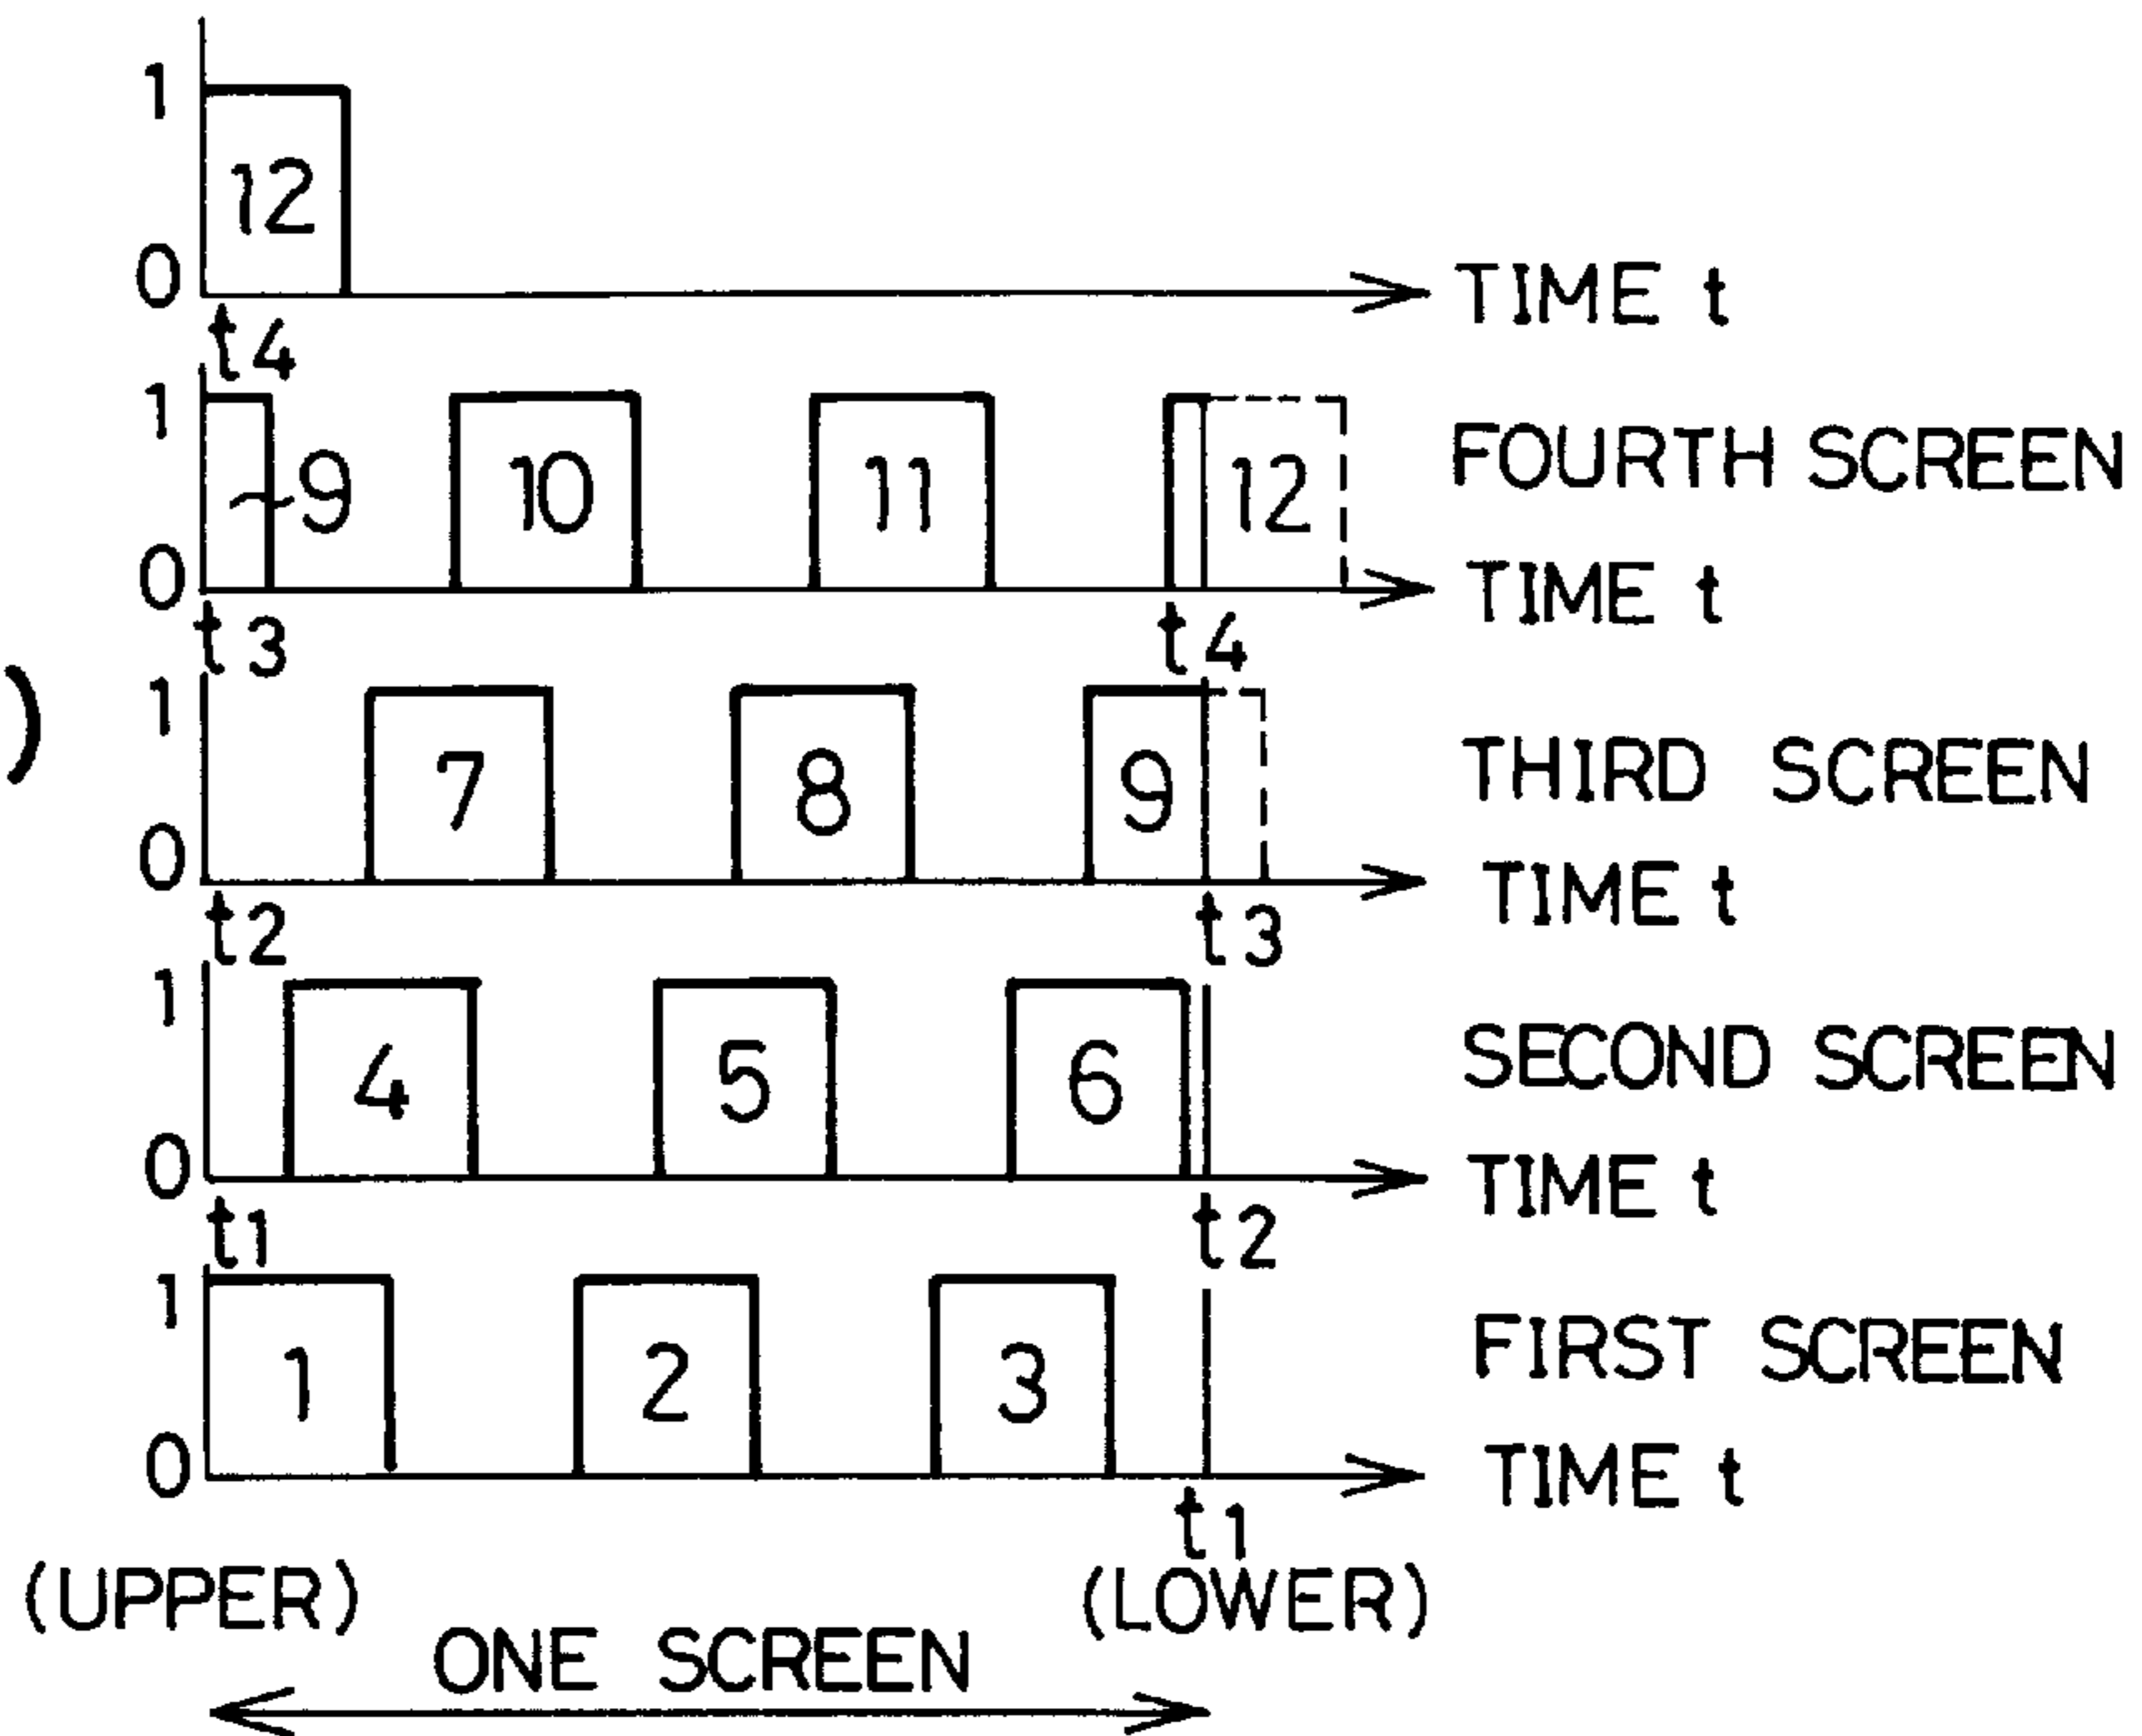 1
12
0
TIME t
t4
1
9
10
11
12
FOURTH SCREEN
0
TIME t
t3
t4
)
1
7
8
9
THIRD SCREEN
0
TIME t
t2
t3
1
4
5
6
SECOND SCREEN
0
TIME t
t1
t2
1
1
2
3
FIRST SCREEN
0
TIME t
t1
(UPPER)
(LOWER)
ONE SCREEN